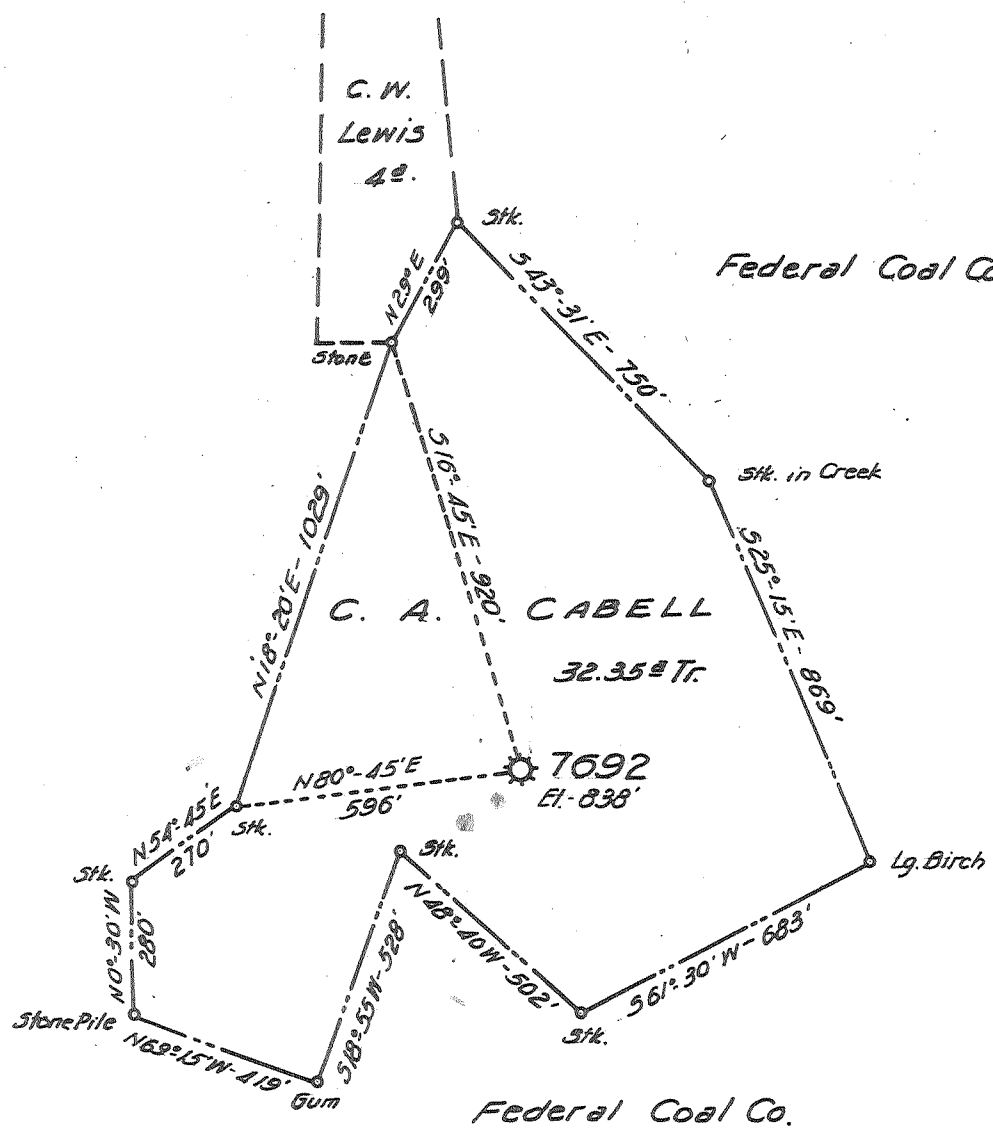 C. W.
Lewis
4a.
Stk.
Federal Coal Co
N29°E
299'
S43°-31'E - 750'
Stone
Stk. in Creek
S16°-45'E - 920'
N18°-20'E - 1029'
S25°-15'E - 869'
C. A. CABELL
32.35a Tr.
7692
El.-838'
N80°-45'E
596'
Stk.
N54°-45'E
270'
Stk.
Stk.
Lg. Birch
N0°-30'W
280'
N48°-40W-502'
S61°-30'W-683'
S18°-55W-528'
Stone Pile
N69°-15'W-419'
Stk.
Gum
Federal Coal Co.